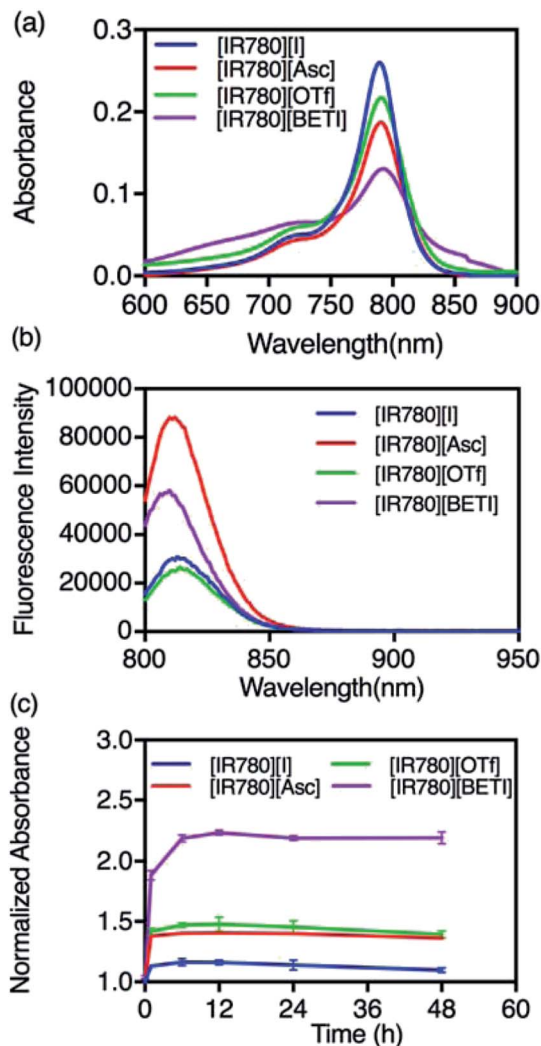 (a)
0.3
0.2
0.1
0.0
Absorbance
[IR780][I]
[IR780][Asc]
[IR780][OTf]
[IR780][BETI]
600 650 700 750 800 850 900
Wavelength(nm)
(b)
100000
80000
60000
40000
20000
0
Fluorescence Intensity
[IR780][I]
[IR780][Asc]
[IR780][OTf]
[IR780][BETI]
800 850 900 950
Wavelength(nm)
(c)
3.0
2.5
2.0
1.5
1.0
Normalized Absorbance
[IR780][I] [IR780][OTf]
[IR780][Asc] [IR780][BETI]
0 12 24 36 48 60
Time (h)